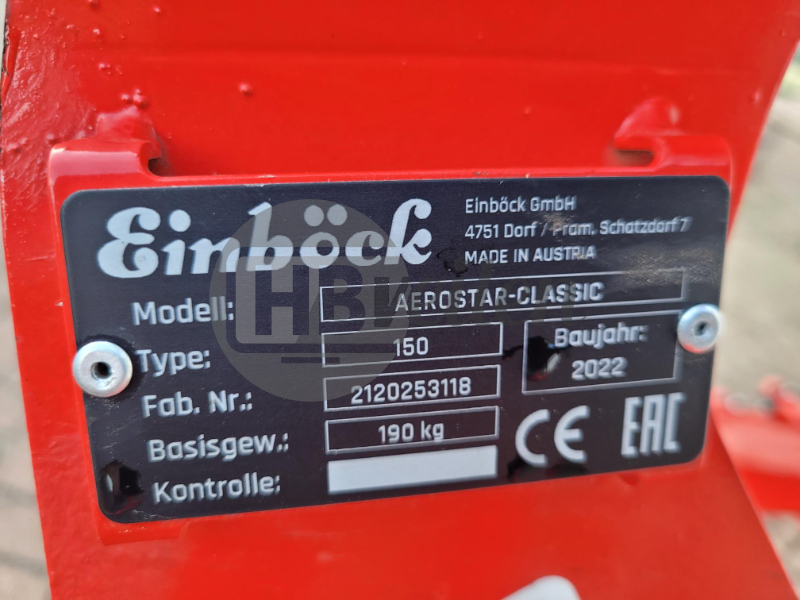 Einböck
Einböck GmbH
4751 Dorf / Pram, Schatzdorf 7
MADE IN AUSTRIA
Modell: AEROSTAR-CLASSIC
Type: 150
Baujahr: 2022
Fab. Nr.: 2120253118
Basisgew.: 190 kg
Kontrolle:
CE EAC